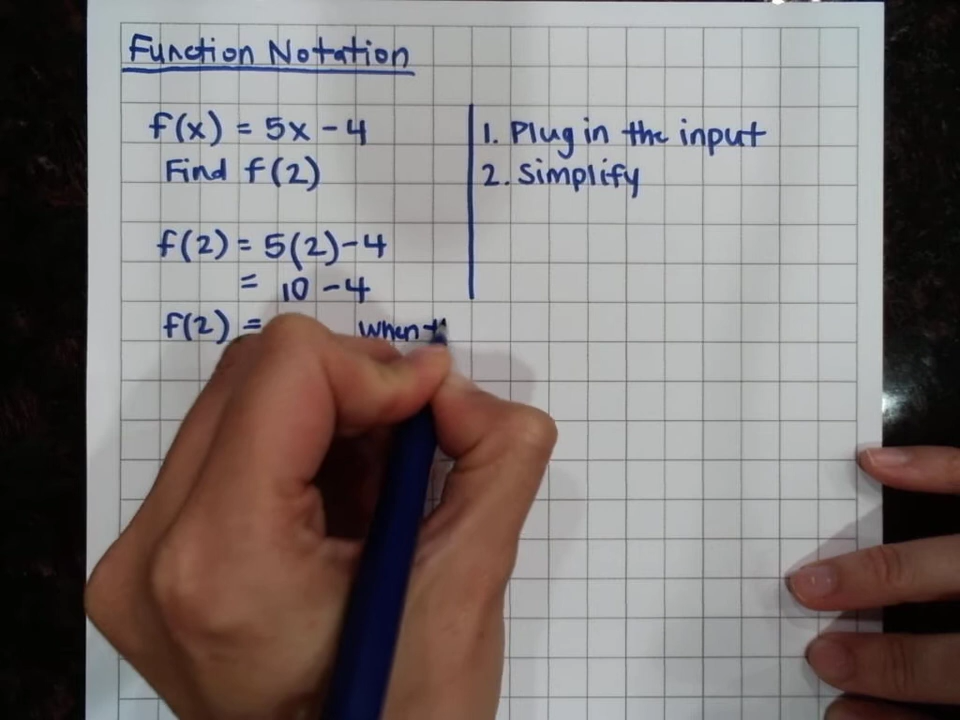 Function Notation
f(x) = 5x - 4
Find f(2)
f(2) = 5(2) - 4
= 10 - 4
f(2) =
when
1. Plug in the input
2. Simplify